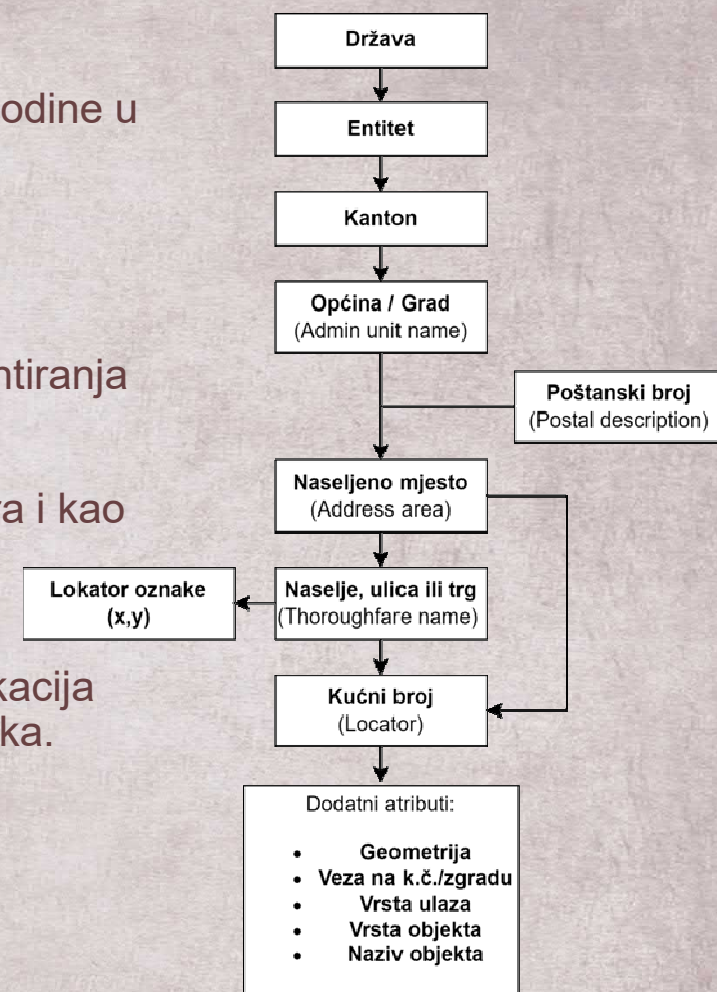 odine u
ntiranja
a i kao
kacija
ka.
Država
Entitet
Kanton
Općina / Grad
(Admin unit name)
Poštanski broj
(Postal description)
Naseljeno mjesto
(Address area)
Lokator oznake
(x,y)
Naselje, ulica ili trg
(Thoroughfare name)
Kućni broj
(Locator)
Dodatni atributi:
• Geometrija
• Veza na k.č./zgradu
• Vrsta ulaza
• Vrsta objekta
• Naziv objekta